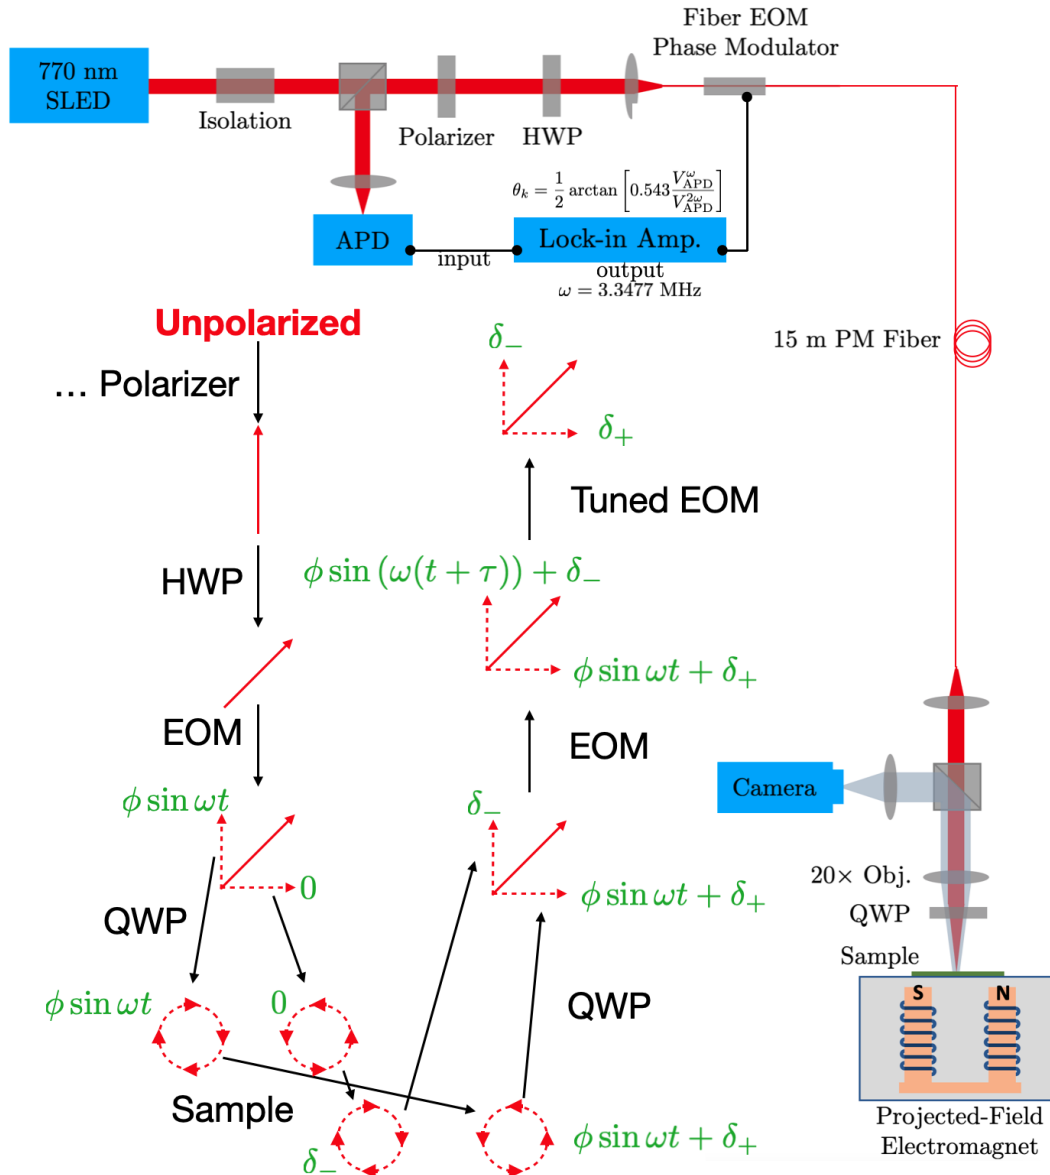 770 nm
SLED
Isolation
Polarizer
HWP
Fiber EOM
Phase Modulator
θ_k = 1/2 arctan [0.543 V_APD^ω / V_APD^2ω]
APD
input
Lock-in Amp.
output
ω = 3.3477 MHz
15 m PM Fiber
Unpolarized
... Polarizer
HWP
EOM
ϕ sin ωt
0
QWP
ϕ sin ωt
0
Sample
δ_−
ϕ sin ωt + δ_+
QWP
δ_−
ϕ sin ωt + δ_+
EOM
ϕ sin (ω(t + τ)) + δ_−
ϕ sin ωt + δ_+
Tuned EOM
δ_−
δ_+
Camera
20× Obj.
QWP
Sample
S
N
Projected-Field
Electromagnet